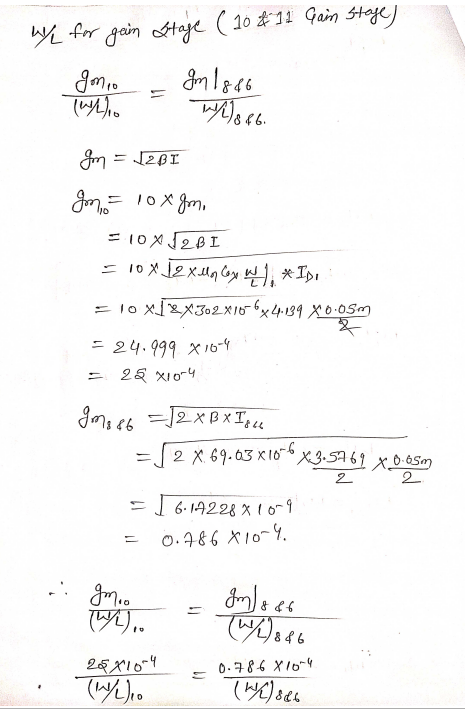 W/L for gain stage (10 & 11 Gain Stage)
gm10 / (W/L)10 = gm|8&6 / W/L)8&6.
gm = √2βI
gm10 = 10 × gm1
= 10 × √2βI
= 10 × √2 × μn Cox W/L)1 * ID1
= 10 × √2 × 302 × 10^-6 × 4.139 × 0.05m/2
= 24.999 × 10^-4
= 25 × 10^-4
gm8&6 = √2 × β × I8&6
= √2 × 69.03 × 10^-6 × 3.5769/2 × 0.05m/2
= √6.17228 × 10^-9
= 0.786 × 10^-4.
∴ gm10 / (W/L)10 = gm)8&6 / (W/L)8&6
25 × 10^-4 / (W/L)10 = 0.786 × 10^-4 / (W/L)8&6